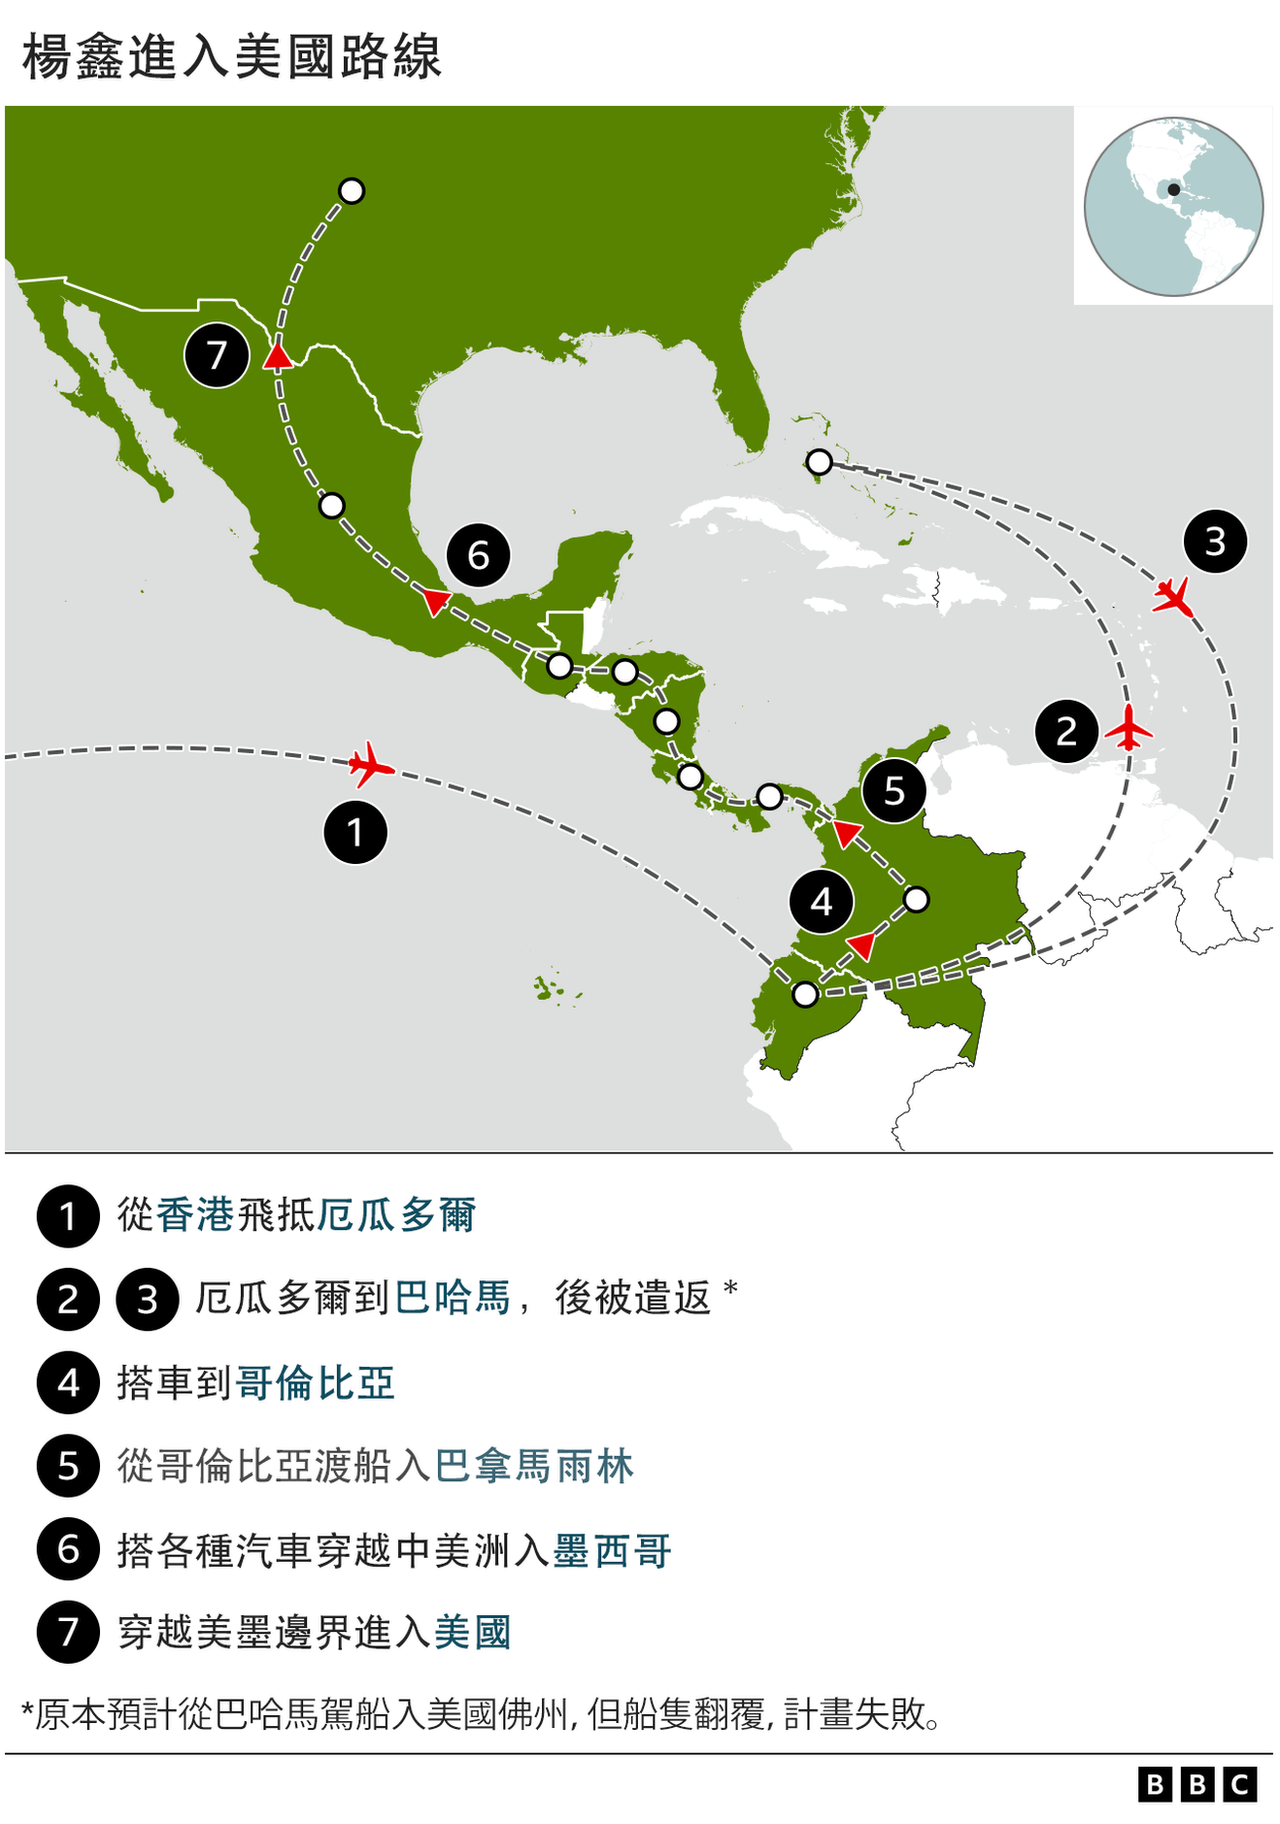 楊鑫進入美國路線
7
3
6
2
5
1
4
1 從香港飛抵厄瓜多爾
2 3 厄瓜多爾到巴哈馬，後被遣返*
4 搭車到哥倫比亞
5 從哥倫比亞渡船入巴拿馬雨林
6 搭各種汽車穿越中美洲入墨西哥
7 穿越美墨邊界進入美國
*原本預計從巴哈馬駕船入美國佛州, 但船隻翻覆, 計畫失敗。
BBC